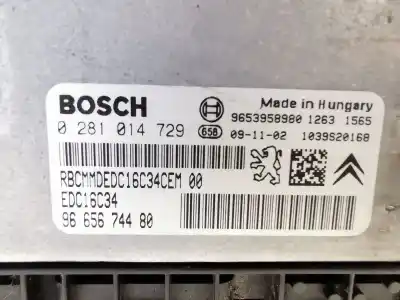 BOSCH
Made in Hungary
9653958980 1263 1565
0 281 014 729
658
09-11-02 1039S20168
RBCMMDEDC16C34CEM 00
EDC16C34
96 656 744 80